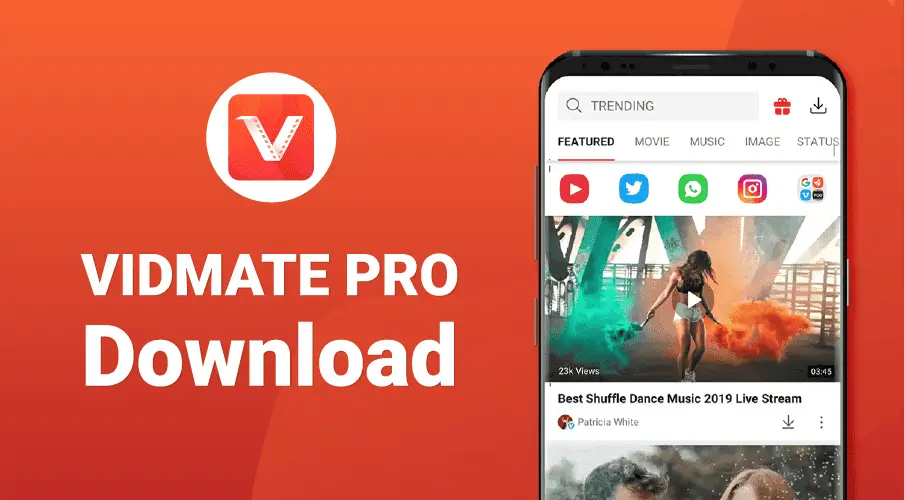 VIDMATE PRO
Download
TRENDING
FEATURED MOVIE MUSIC IMAGE STATUS
23k Views
03:45
Best Shuffle Dance Music 2019 Live Stream
Patricia White